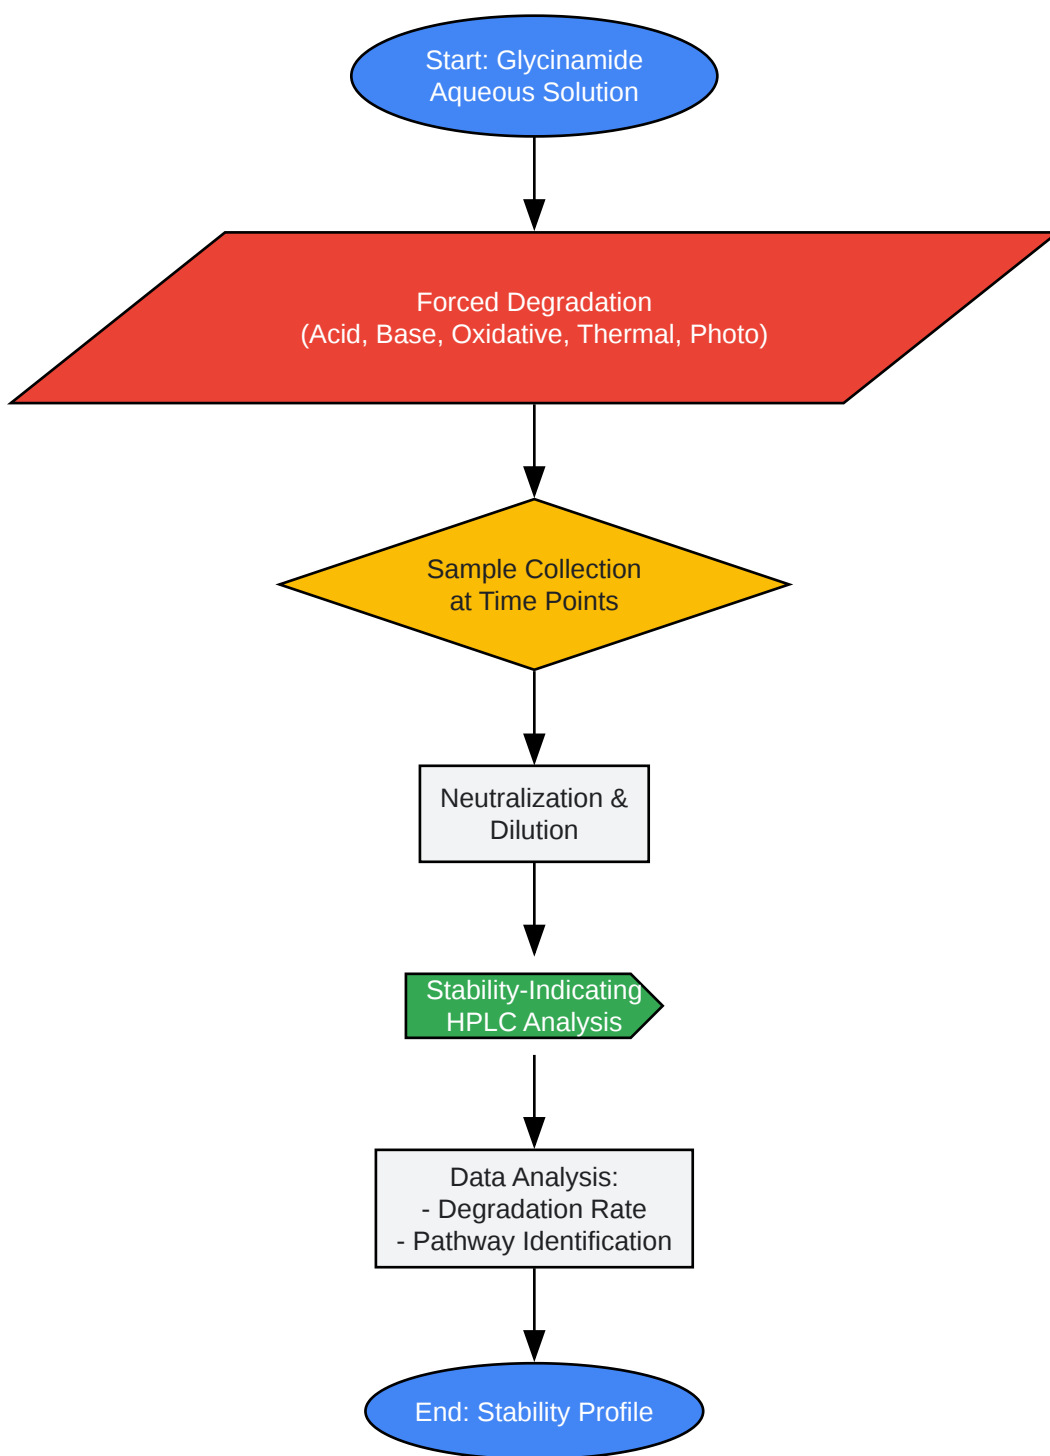 Start: Glycinamide
Aqueous Solution
Forced Degradation
(Acid, Base, Oxidative, Thermal, Photo)
Sample Collection
at Time Points
Neutralization &
Dilution
Stability-Indicating
HPLC Analysis
Data Analysis:
- Degradation Rate
- Pathway Identification
End: Stability Profile